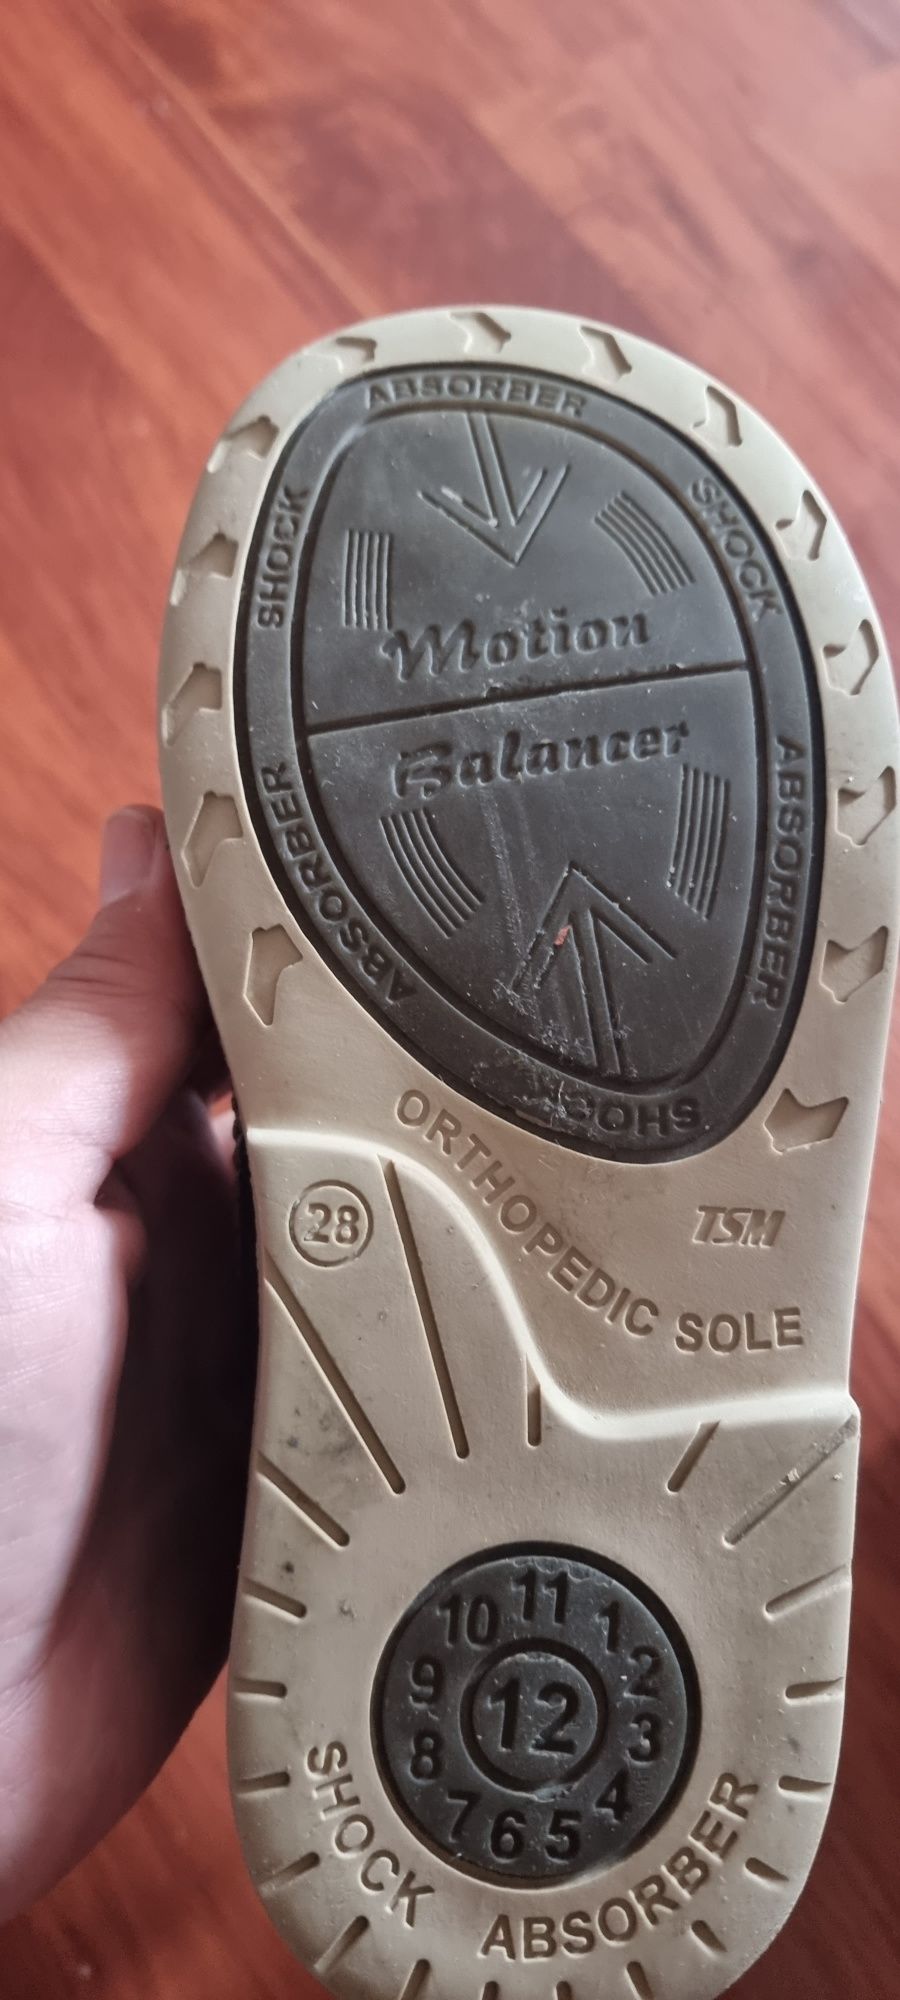 ABSORBER
SHOCK
SHOCK
Motion
Balancer
ABSORBER
ABSORBER
SHOCK
ORTHOPEDIC SOLE
28
TSM
10 11 1
9 2
12
8 3
7 6 5 4
SHOCK ABSORBER